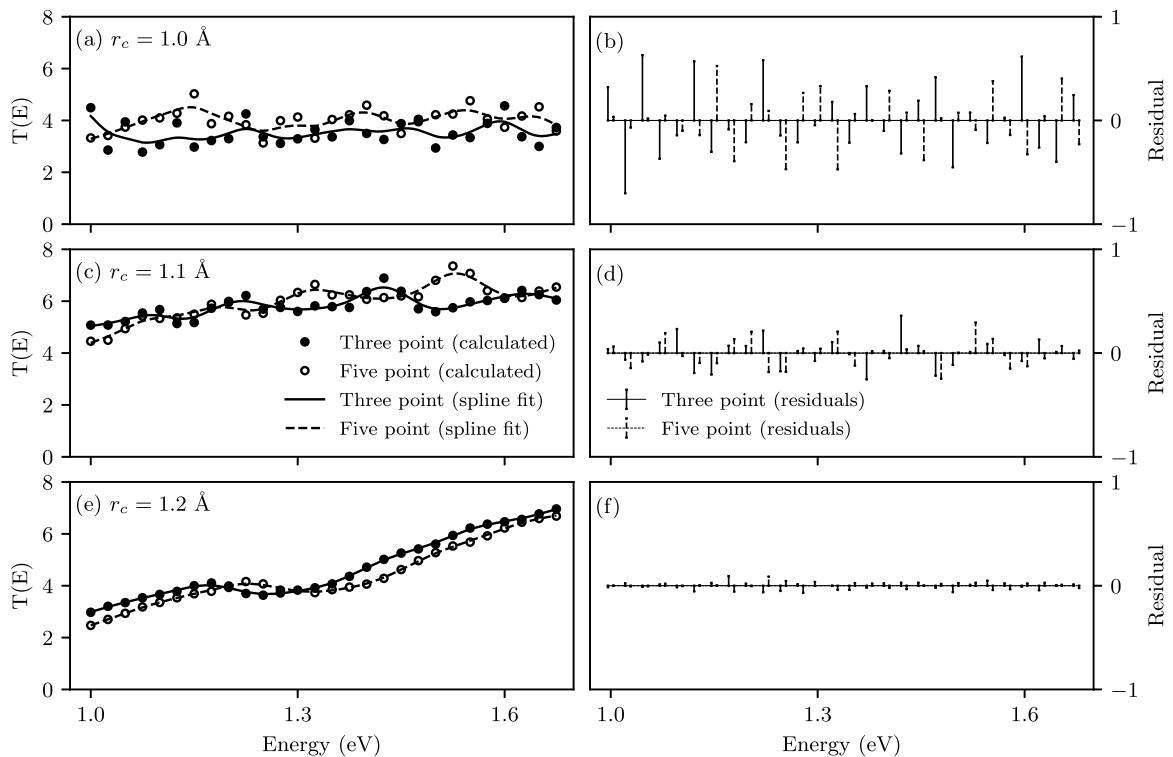 8
6
4
2
0
T(E)
(a) r_c = 1.0 Å
(b)
1
0
−1
Residual
8
6
4
2
0
T(E)
(c) r_c = 1.1 Å
Three point (calculated)
Five point (calculated)
Three point (spline fit)
Five point (spline fit)
(d)
Three point (residuals)
Five point (residuals)
1
0
−1
Residual
8
6
4
2
0
T(E)
(e) r_c = 1.2 Å
(f)
1
0
−1
Residual
1.0 1.3 1.6
Energy (eV)
1.0 1.3 1.6
Energy (eV)